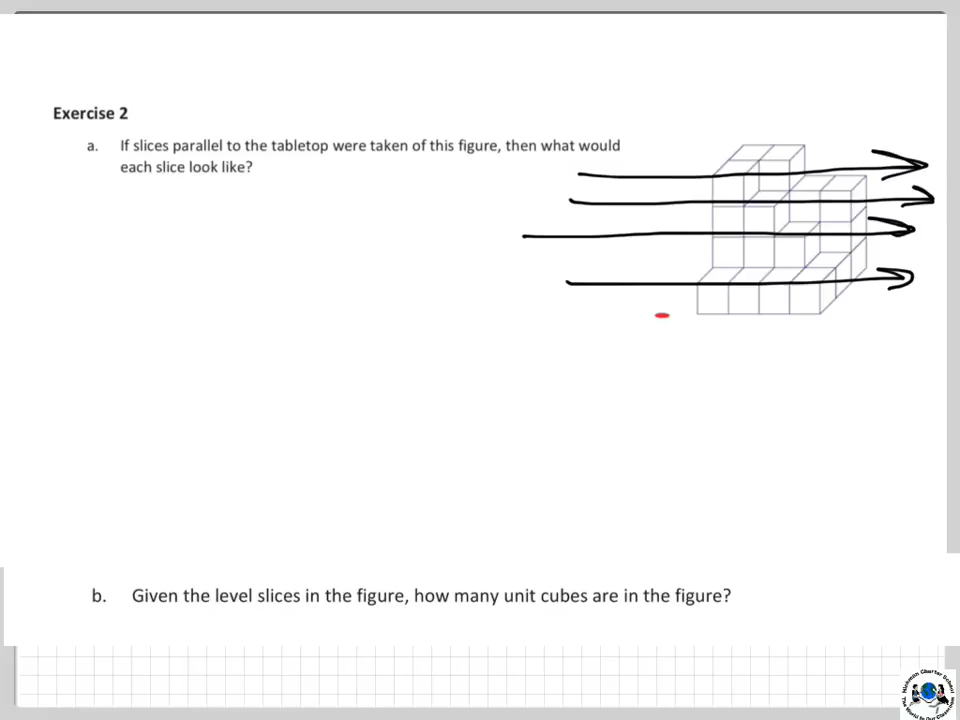 Exercise 2
a. If slices parallel to the tabletop were taken of this figure, then what would
each slice look like?
b. Given the level slices in the figure, how many unit cubes are in the figure?